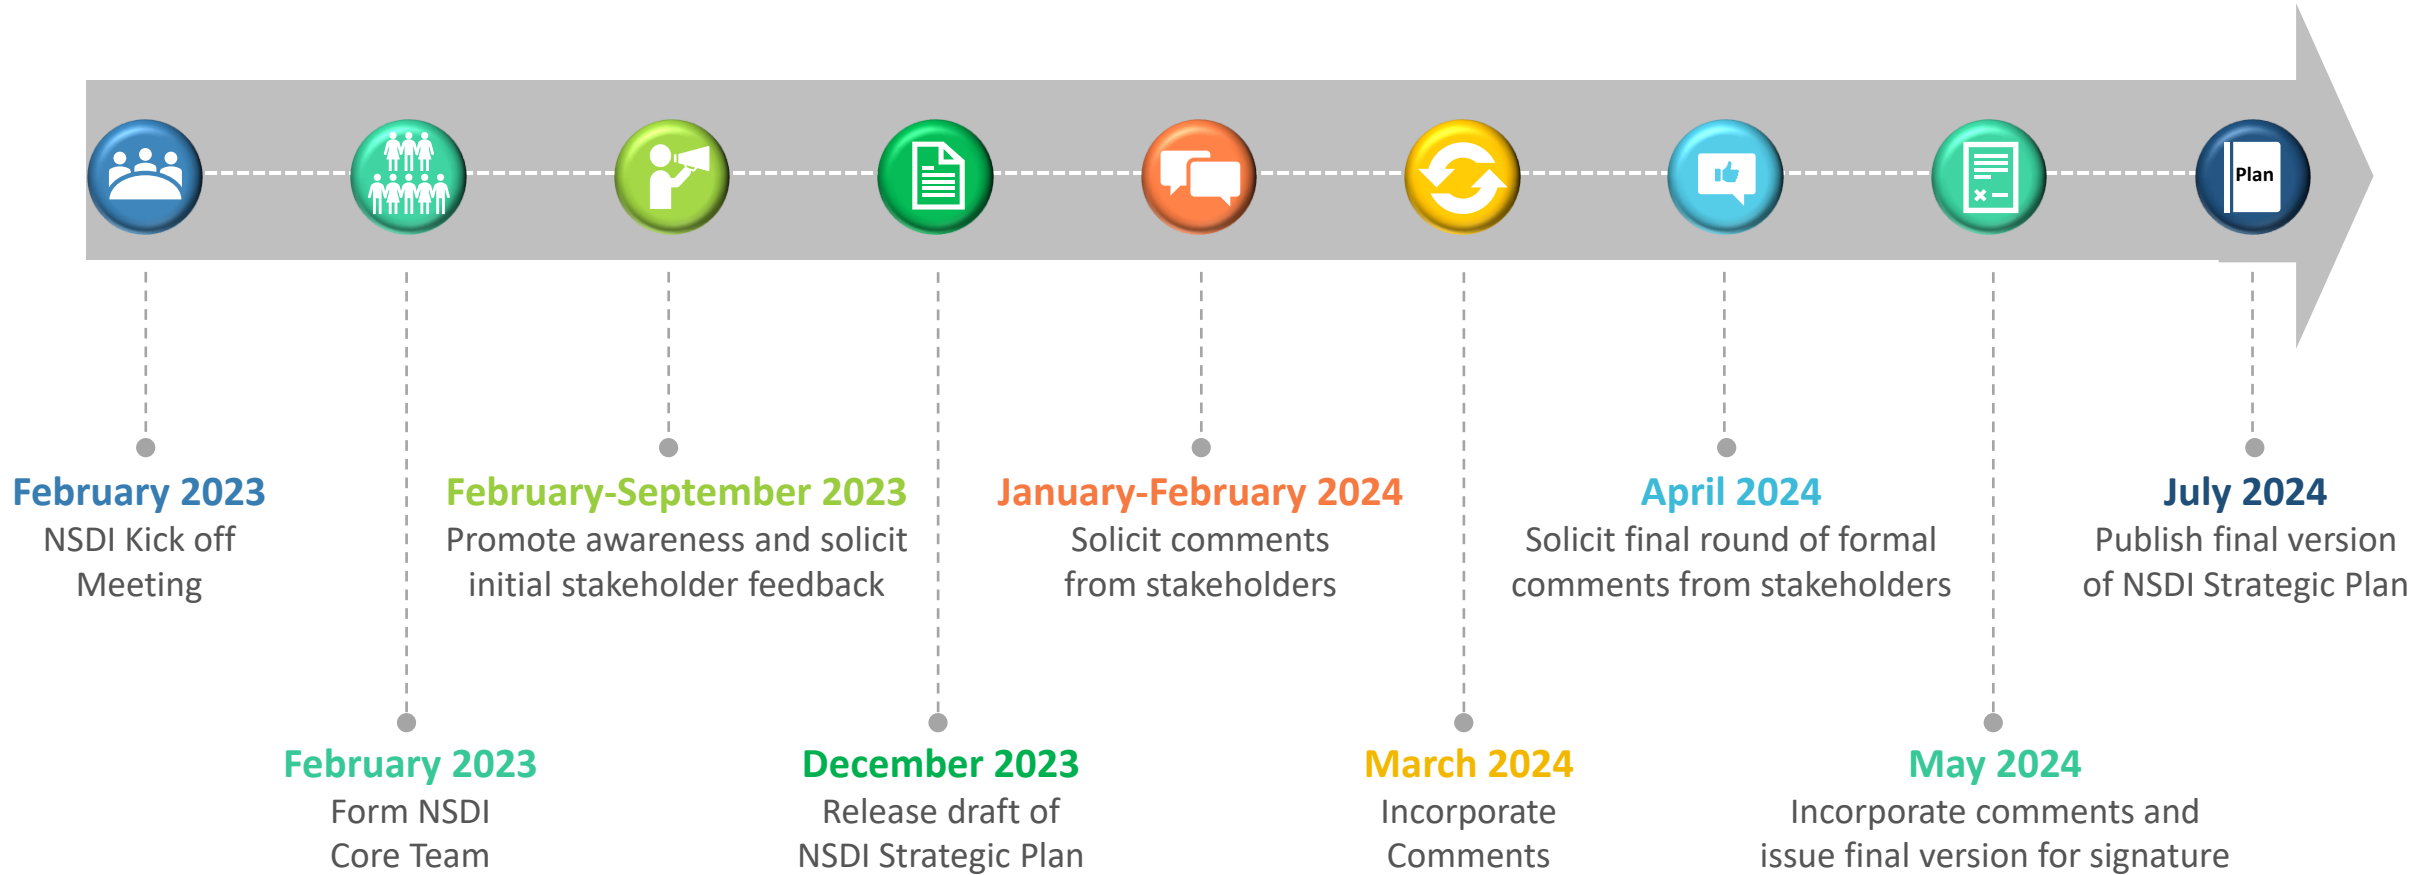 Plan
February 2023
NSDI Kick off
Meeting
February 2023
Form NSDI
Core Team
February-September 2023
Promote awareness and solicit
initial stakeholder feedback
December 2023
Release draft of
NSDI Strategic Plan
January-February 2024
Solicit comments
from stakeholders
March 2024
Incorporate
Comments
April 2024
Solicit final round of formal
comments from stakeholders
May 2024
Incorporate comments and
issue final version for signature
July 2024
Publish final version
of NSDI Strategic Plan